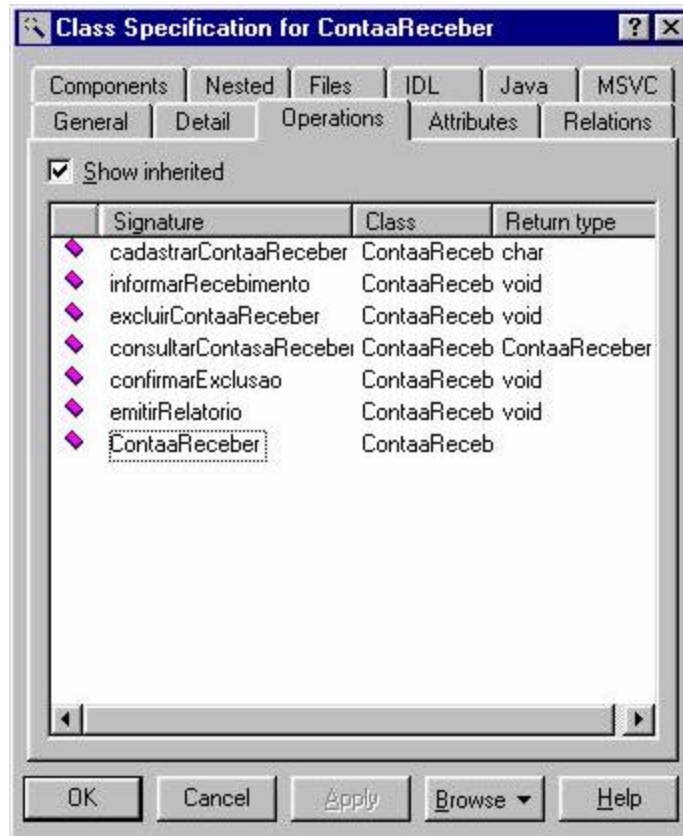 Class Specification for ContaaReceber ? X
Components Nested Files IDL Java MSVC
General Detail Operations Attributes Relations
Show inherited
Signature Class Return type
cadastrarContaaReceber ContaaReceb char
informarRecebimento ContaaReceb void
excluirContaaReceber ContaaReceb void
consultarContasaReceber ContaaReceb ContaaReceber
confirmarExclusao ContaaReceb void
emitirRelatorio ContaaReceb void
ContaaReceber ContaaReceb
OK Cancel Apply Browse Help